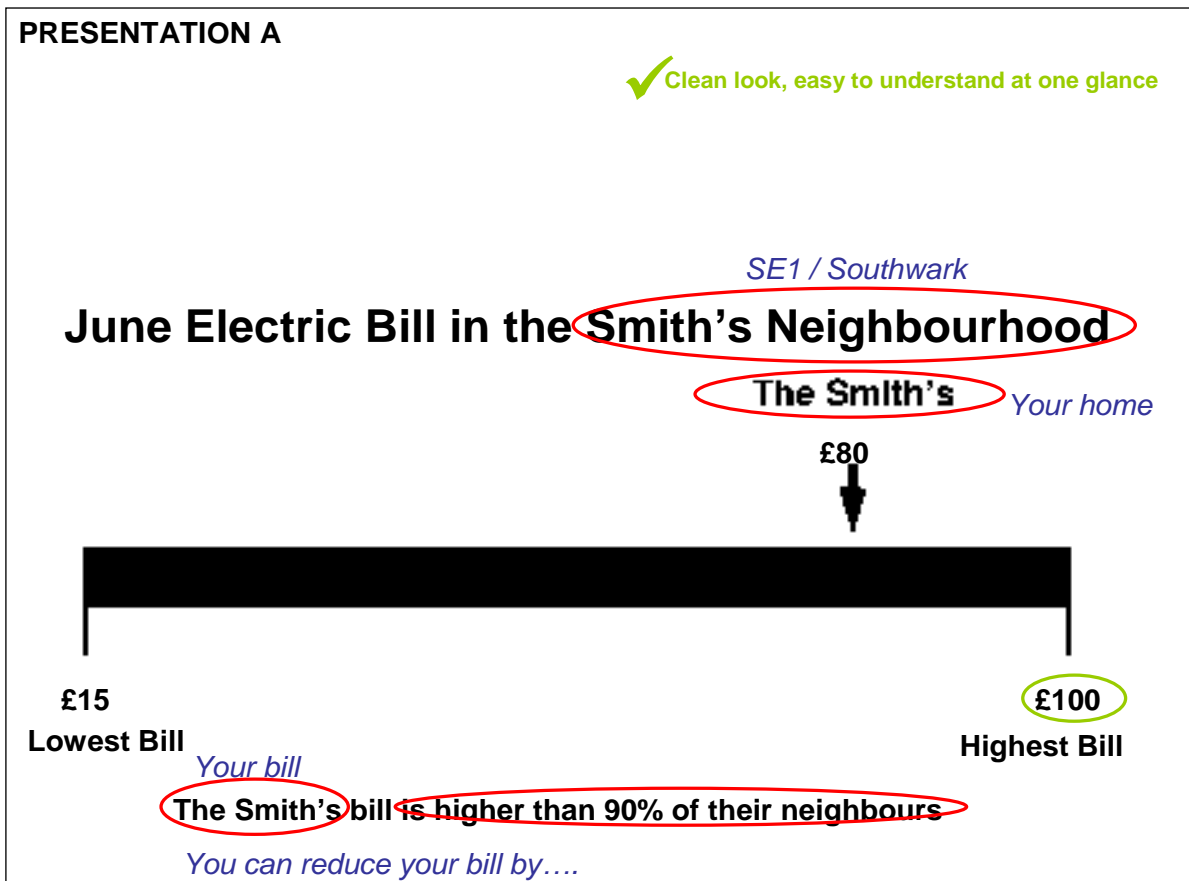 PRESENTATION A
Clean look, easy to understand at one glance
SE1 / Southwark
June Electric Bill in the Smith's Neighbourhood
The Smith's
Your home
£80
£15
£100
Lowest Bill
Highest Bill
Your bill
The Smith's bill is higher than 90% of their neighbours
You can reduce your bill by….